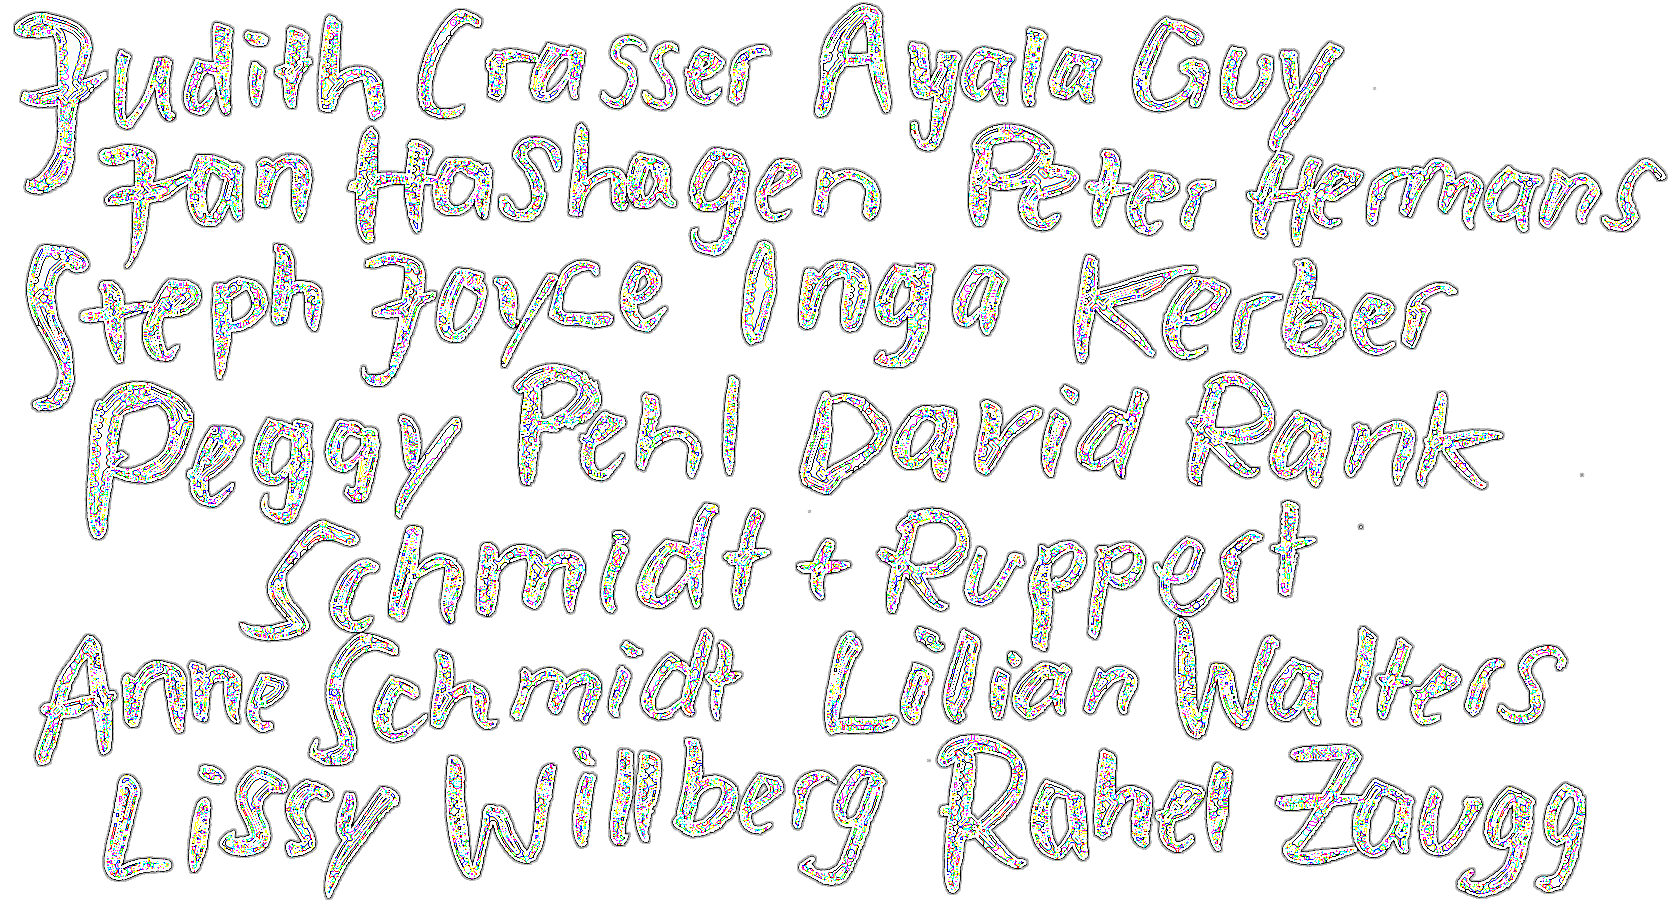 Judith Crasser Ayala Guy
Jan Hashagen Peter Hermans
Steph Joyce Inga Kerber
Peggy Pehl David Rank
Schmidt + Ruppert
Anne Schmidt Lilian Walters
Lissy Willberg Rahel Zaugg